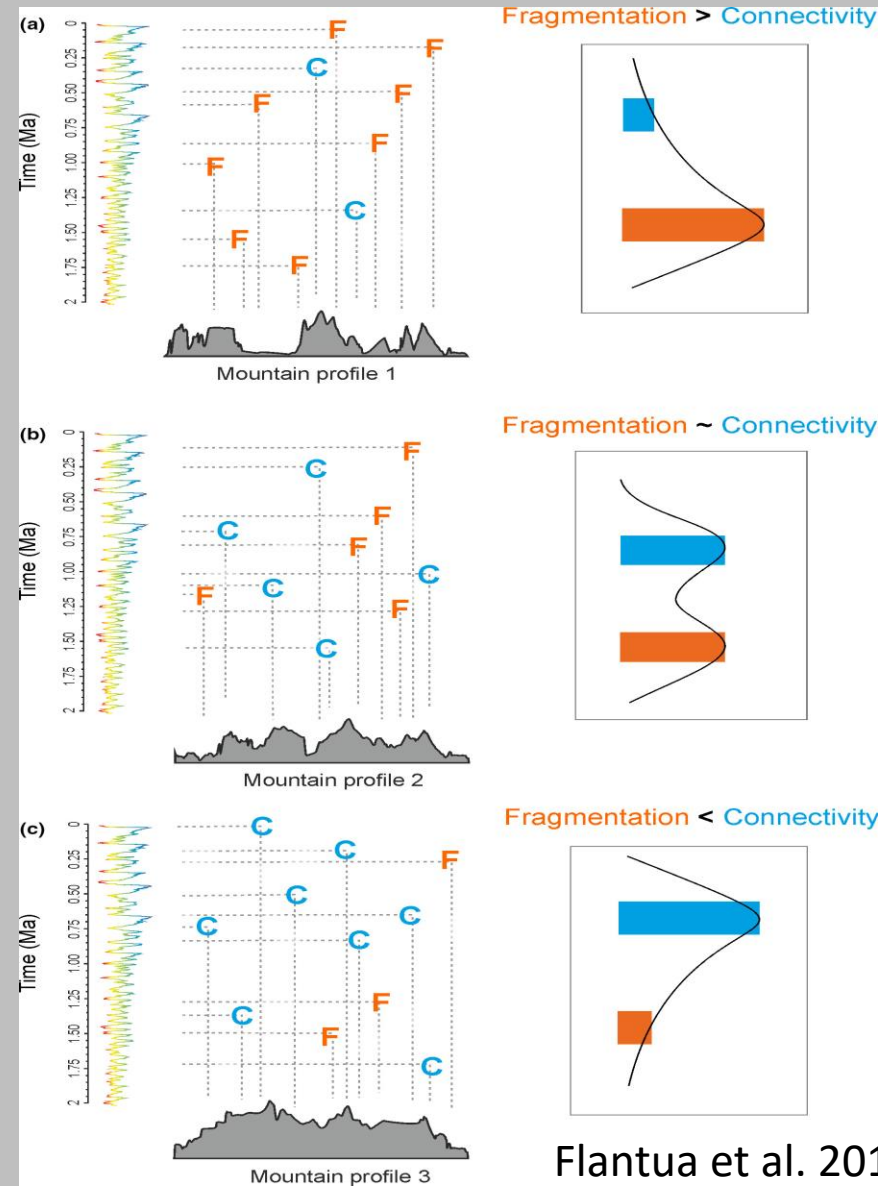 (a)
Fragmentation > Connectivity
Time (Ma)
0
0.25
0.50
0.75
1.00
1.25
1.50
1.75
2
F
F
C
F
F
F
F
C
F
F
Mountain profile 1
(b)
Fragmentation ~ Connectivity
Time (Ma)
0
0.25
0.50
0.75
1.00
1.25
1.50
1.75
2
F
C
F
C
F
C
C
F
F
C
Mountain profile 2
(c)
Fragmentation < Connectivity
Time (Ma)
0
0.25
0.50
0.75
1.00
1.25
1.50
1.75
2
C
C
F
C
C
C
C
F
C
F
C
Mountain profile 3
Flantua et al. 201